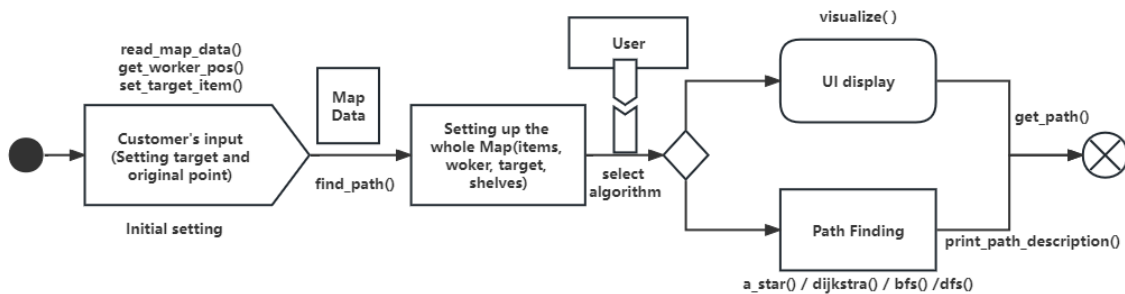 read_map_data()
get_worker_pos()
set_target_item()
Customer's input
(Setting target and
original point)
Initial setting
Map
Data
find_path()
Setting up the
whole Map(items,
woker, target,
shelves)
User
select
algorithm
visualize( )
UI display
get_path()
Path Finding
print_path_description()
a_star() / dijkstra() / bfs() /dfs()